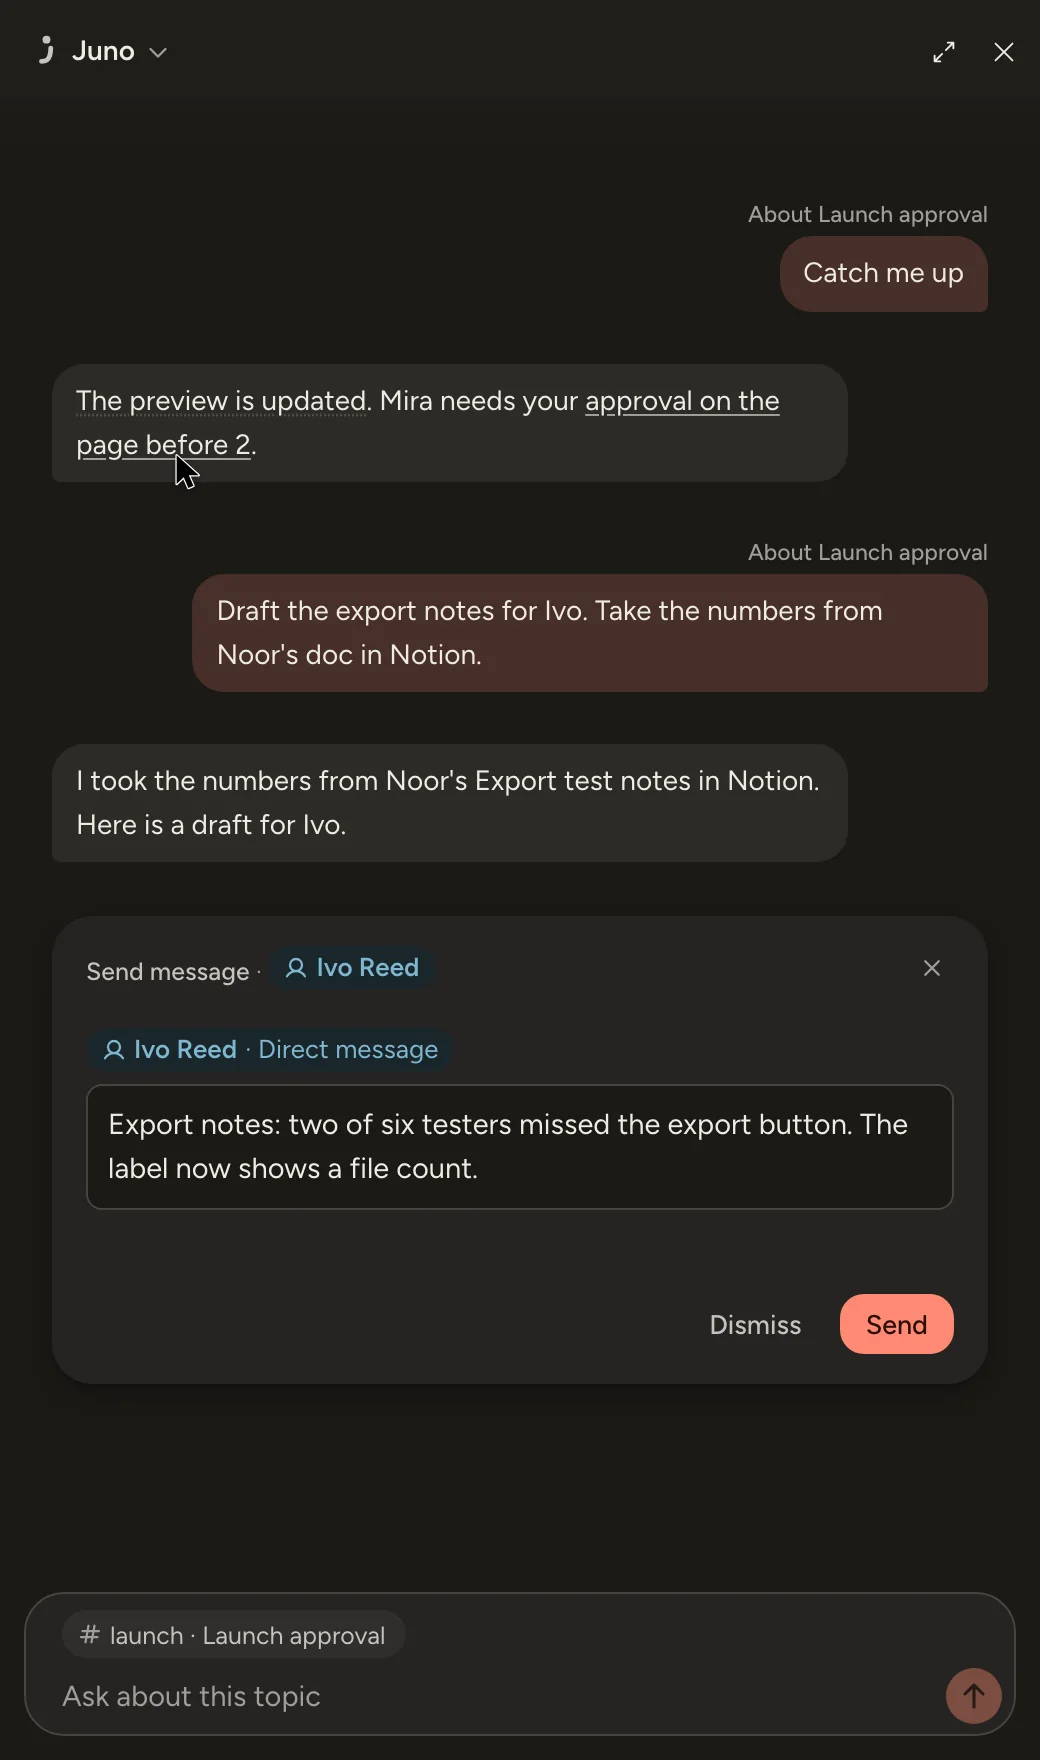 Juno
About Launch approval
Catch me up
The preview is updated. Mira needs your approval on the
page before 2.
About Launch approval
Draft the export notes for Ivo. Take the numbers from
Noor's doc in Notion.
I took the numbers from Noor's Export test notes in Notion.
Here is a draft for Ivo.
Send message · Ivo Reed
Ivo Reed · Direct message
Export notes: two of six testers missed the export button. The
label now shows a file count.
Dismiss Send
# launch · Launch approval
Ask about this topic